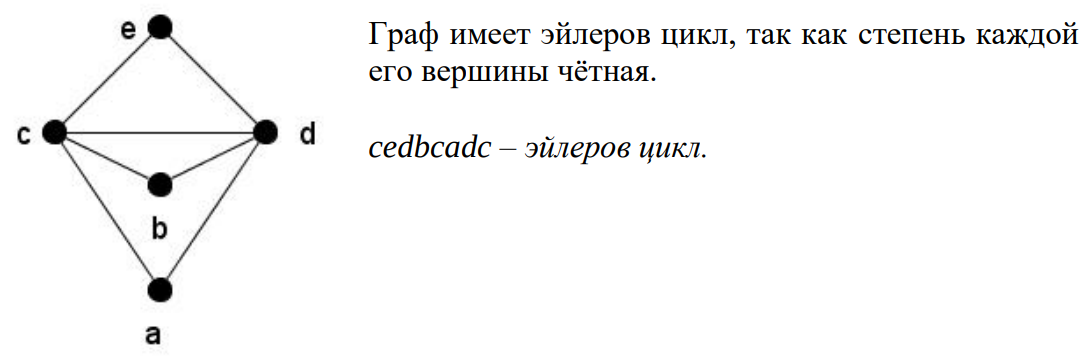 e
Граф имеет эйлеров цикл, так как степень каждой
его вершины чётная.
c
d
cedbcadc – эйлеров цикл.
b
a